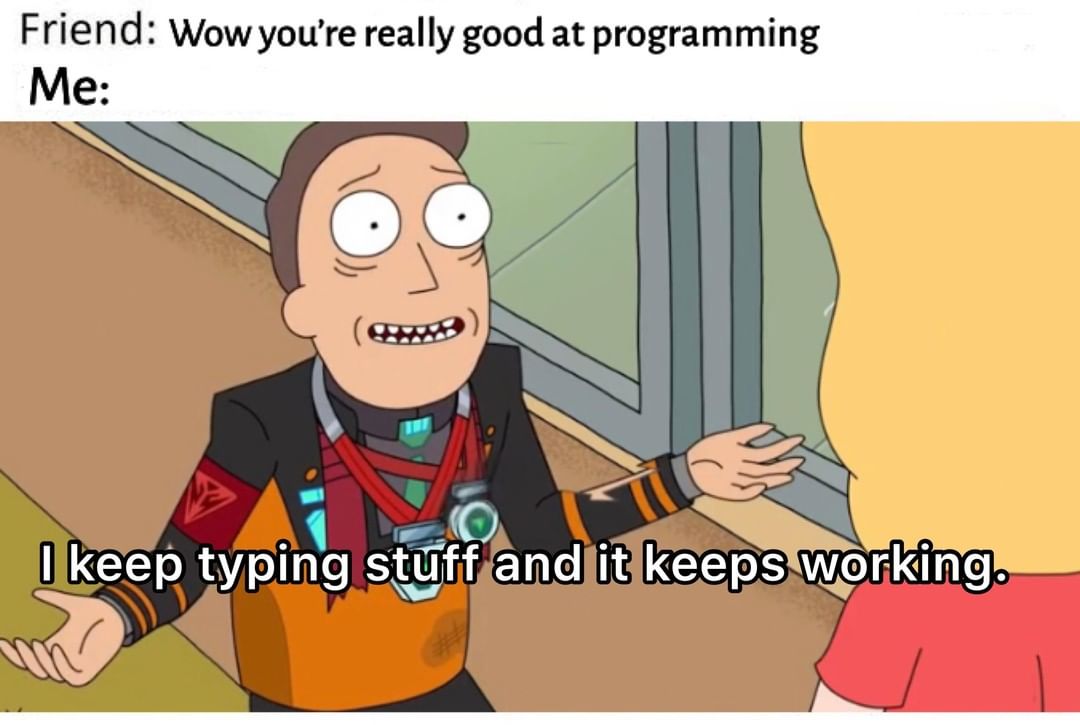 Friend: Wow you're really good at programming
Me:
I keep typing stuff and it keeps working.